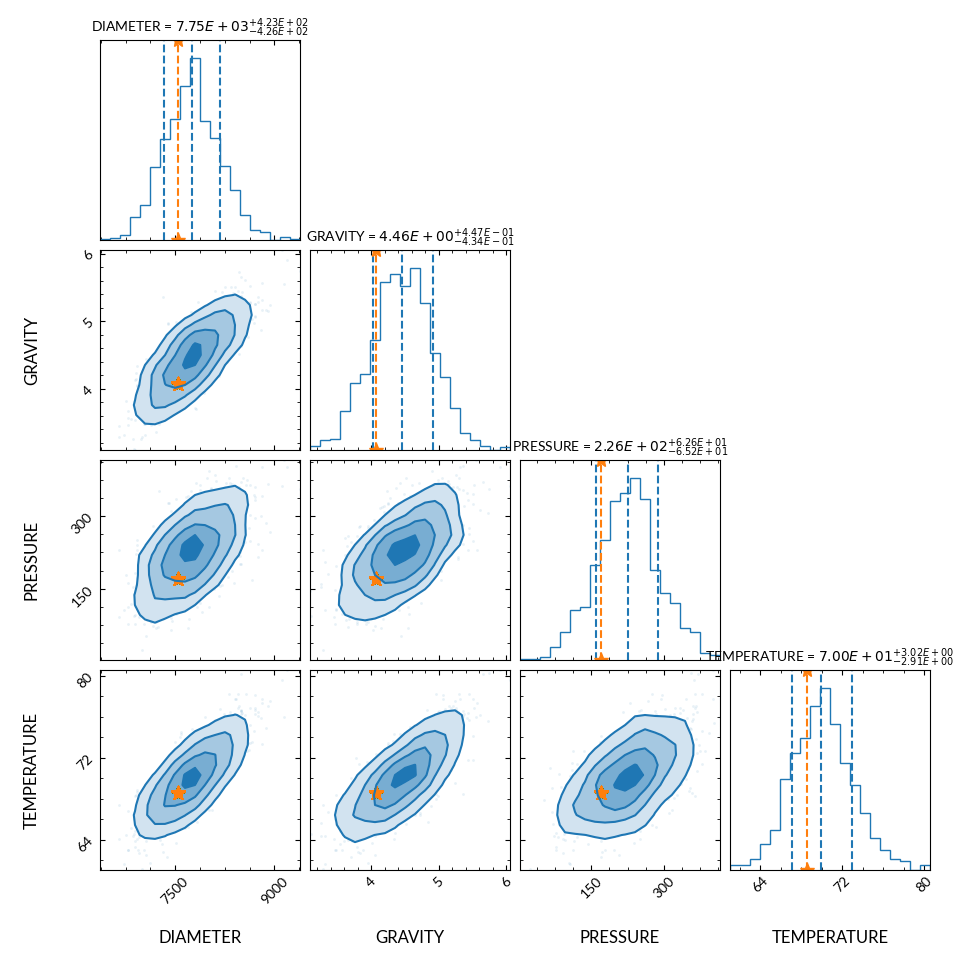 DIAMETER = 7.75E + 03+4.23E+02−4.26E+02
GRAVITY = 4.46E + 00+4.47E−01−4.34E−01
PRESSURE = 2.26E + 02+6.26E+01−6.52E+01
TEMPERATURE = 7.00E + 01+3.02E+00−2.91E+00
GRAVITY
6
5
4
PRESSURE
300
150
TEMPERATURE
80
72
64
7500 9000
4 5 6
150 300
64 72 80
DIAMETER
GRAVITY
PRESSURE
TEMPERATURE